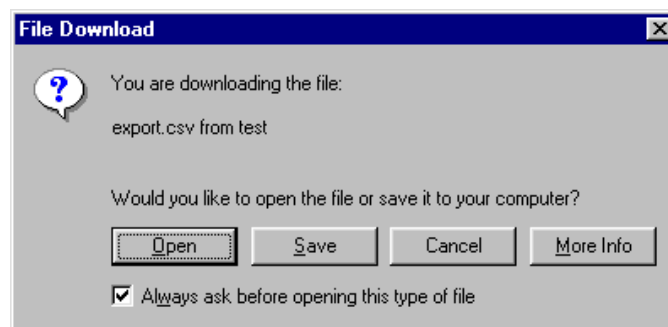 File Download
You are downloading the file:
export.csv from test
Would you like to open the file or save it to your computer?
Open Save Cancel More Info
Always ask before opening this type of file